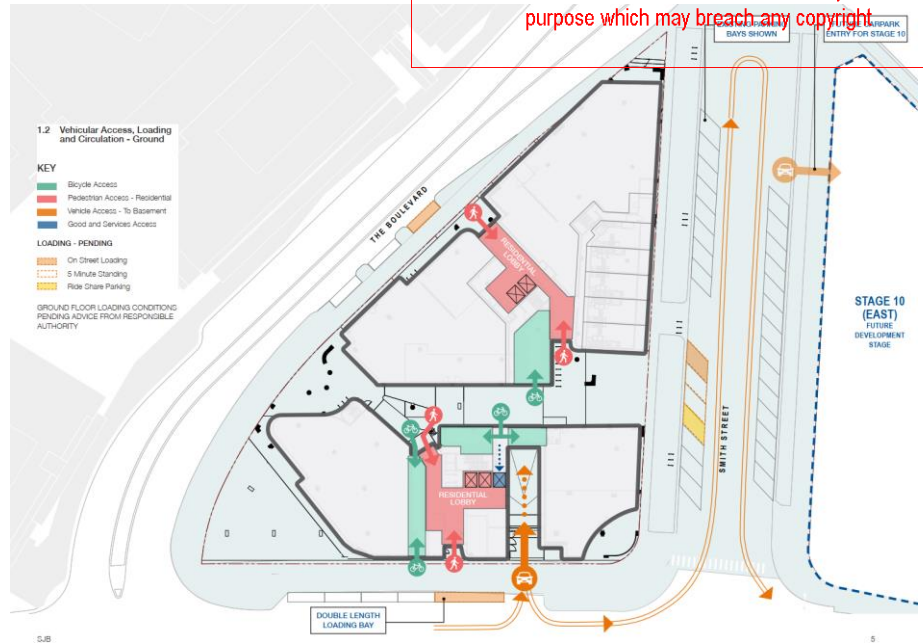 purpose which may breach any copyright
BAYS SHOWN
ENTRY FOR STAGE 10
1.2 Vehicular Access, Loading
and Circulation - Ground
KEY
Bicycle Access
Pedestrian Access - Residential
Vehicle Access - To Basement
Good and Services Access
LOADING - PENDING
On Street Loading
5 Minute Standing
Ride Share Parking
GROUND FLOOR LOADING CONDITIONS
PENDING ADVICE FROM RESPONSIBLE
AUTHORITY
THE BOULEVARD
RESIDENTIAL
LOBBY
STAGE 10
(EAST)
FUTURE
DEVELOPMENT
STAGE
SMITH STREET
RESIDENTIAL
LOBBY
DOUBLE LENGTH
LOADING BAY
SJB
5